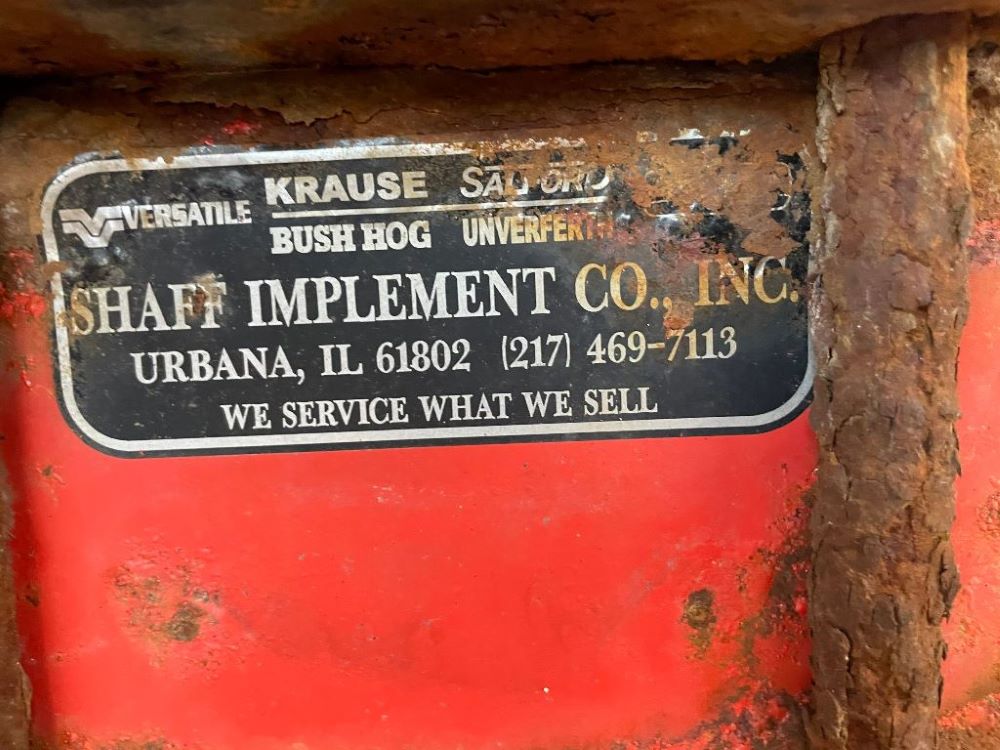 VERSATILE
KRAUSE
BUSH HOG UNVERFERTH
SHAFF IMPLEMENT CO., INC.
URBANA, IL 61802 (217) 469-7113
WE SERVICE WHAT WE SELL